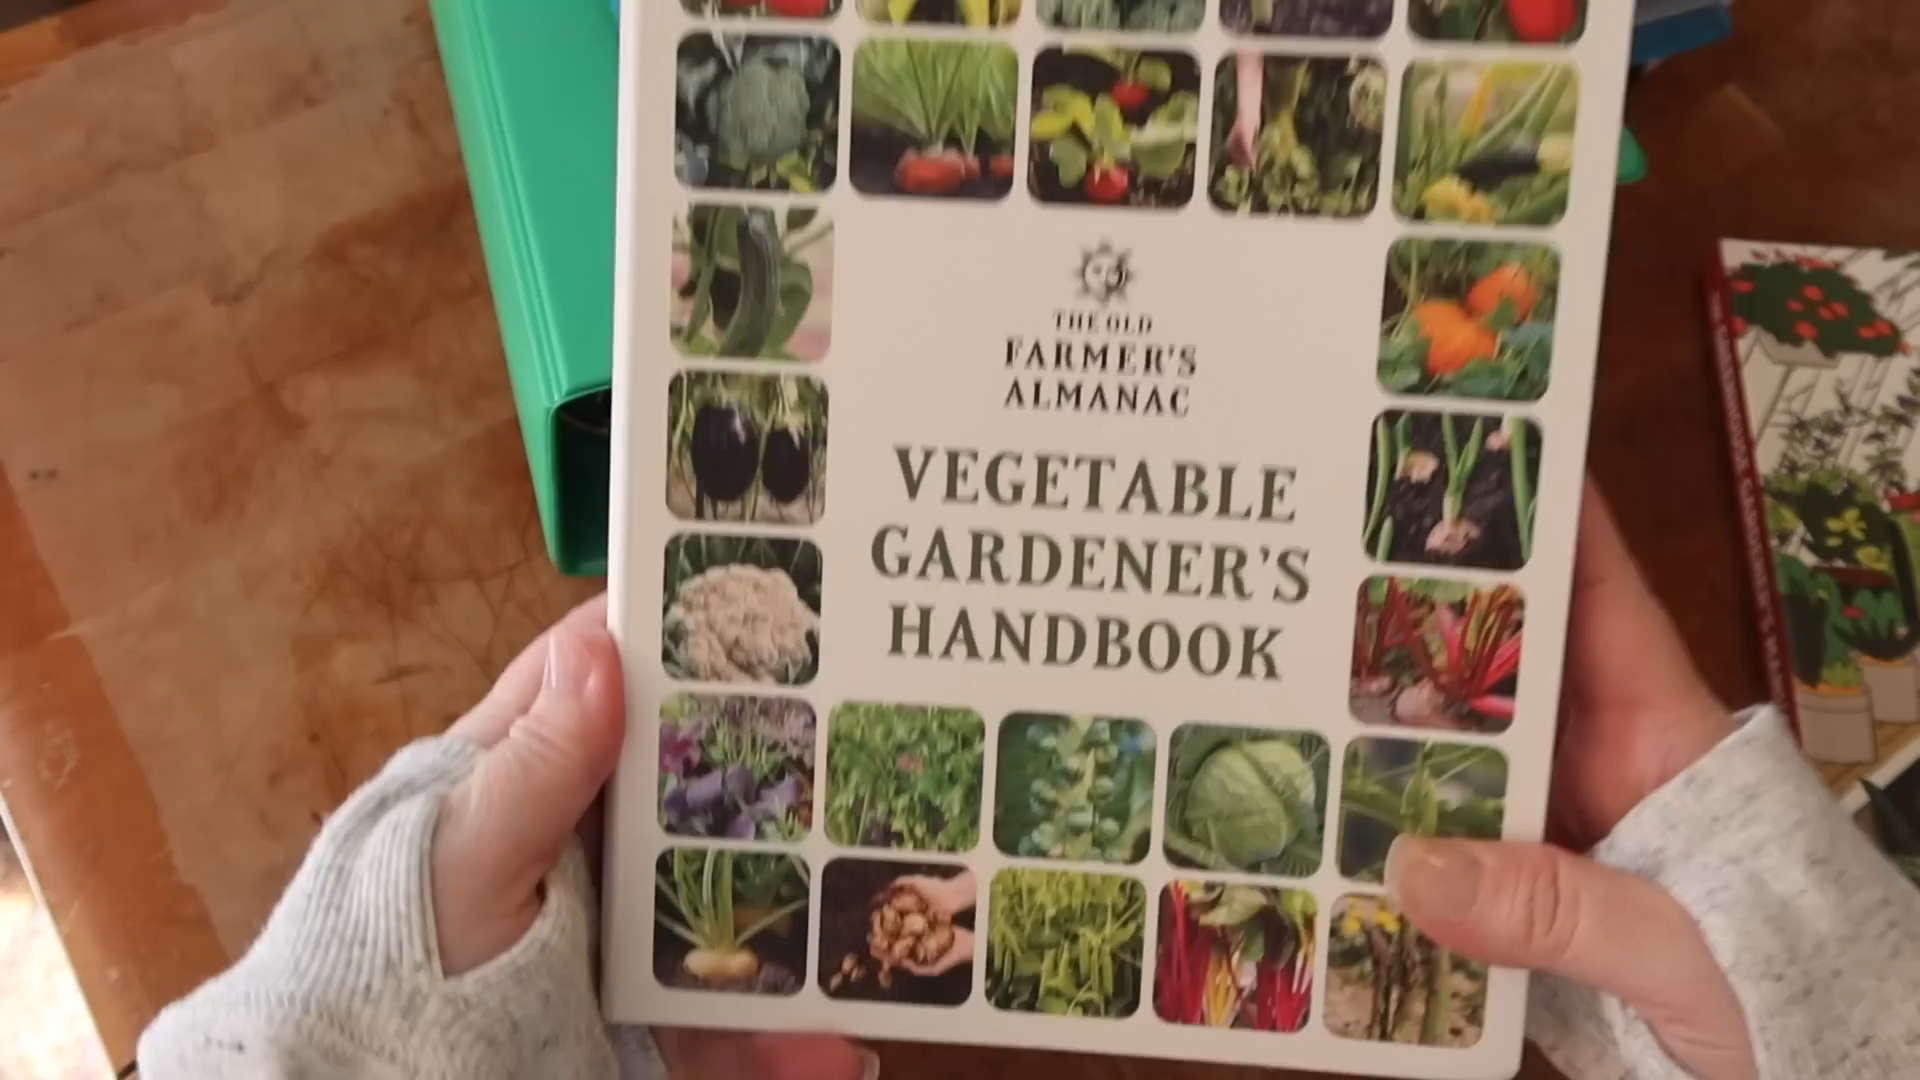 THE OLD
FARMER'S
ALMANAC
VEGETABLE
GARDENER'S
HANDBOOK